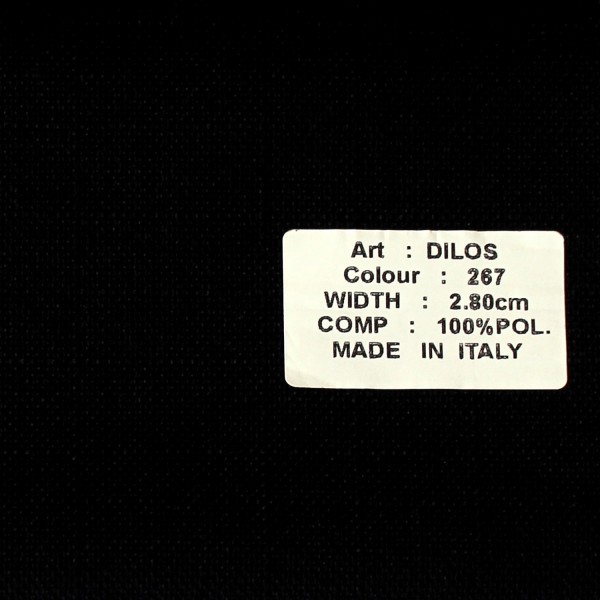 Art : DILOS
Colour : 267
WIDTH : 2.80cm
COMP : 100%POL.
MADE IN ITALY